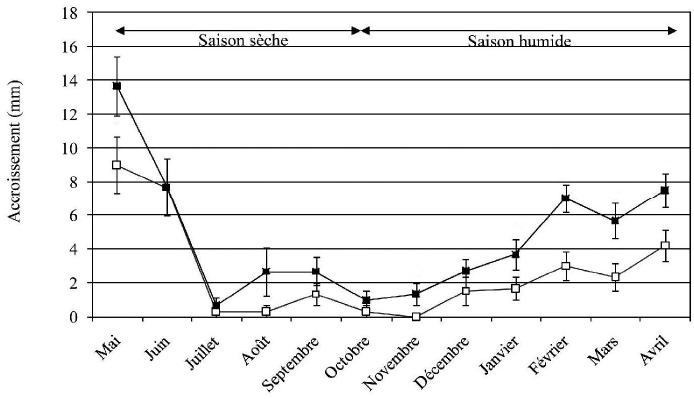 18
Saison sèche
Saison humide
16
14
12
10
8
6
4
2
0
Accroissement (mm)
Mai
Juin
Juillet
Août
Septembre
Octobre
Novembre
Décembre
Janvier
Février
Mars
Avril